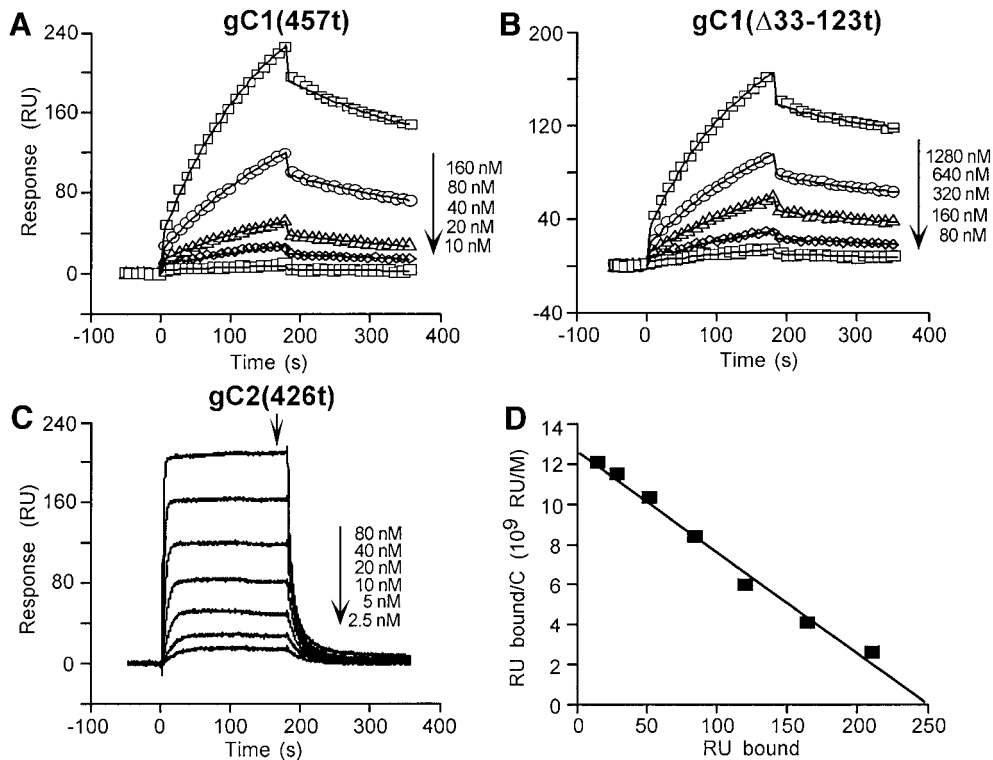 A
gC1(457t)
240
160
80
0
Response (RU)
-100
0
100
200
300
400
Time (s)
160 nM
80 nM
40 nM
20 nM
10 nM
B
gC1(Δ33-123t)
200
120
40
-40
-100
0
100
200
300
400
Time (s)
1280 nM
640 nM
320 nM
160 nM
80 nM
C
gC2(426t)
240
160
80
0
Response (RU)
-100
0
100
200
300
400
Time (s)
80 nM
40 nM
20 nM
10 nM
5 nM
2.5 nM
D
14
12
10
8
6
4
2
0
RU bound/C (10⁹ RU/M)
0
50
100
150
200
250
RU bound